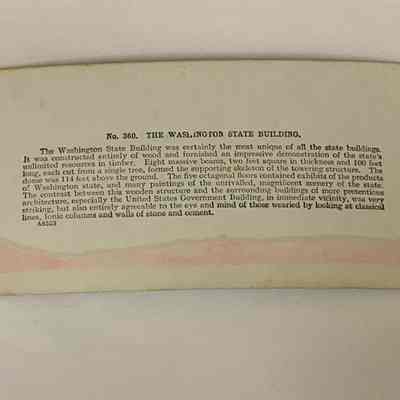 No. 360. THE WASHINGTON STATE BUILDING.
The Washington State Building was certainly the most unique of all the state buildings.
It was constructed entirely of wood and furnished an impressive demonstration of the state's
unlimited resources in timber. Eight massive beams, two feet square in thickness and 100 feet
long, each cut from a single tree, formed the supporting skeleton of the towering structure. The
dome was 114 feet above the ground. The five octagonal floors contained exhibits of the products
of Washington state, and many paintings of the unrivalled, magnificent scenery of the state.
The contrast between this wooden structure and the surrounding buildings of more pretentious
architecture, especially the United States Government Building, in immediate vicinity, was very
striking, but also entirely agreeable to the eye and mind of those wearied by looking at classical
lines, Ionic columns and walls of stone and cement.